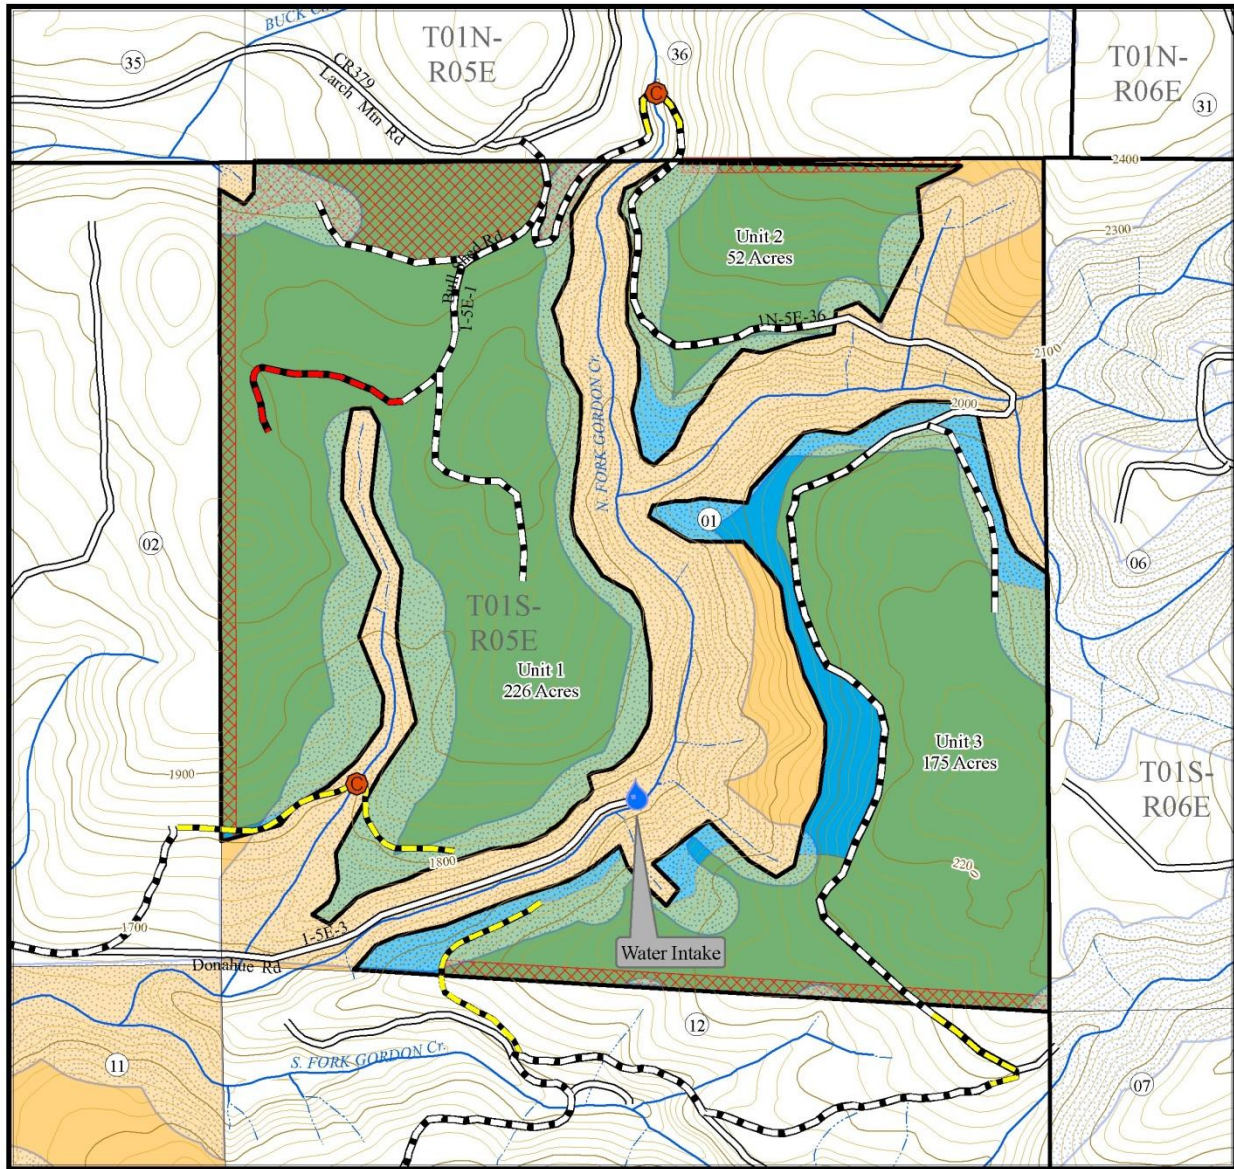 BUCK
T01N-
R05E
36
T01N-
R06E
31
35
CR379
Larch Mtn Rd
C
2400
2300
Unit 2
52 Acres
Rd
1-5E-1
1N-5E-36
2100
2000
N. FORK GORDON Cr.
01
02
06
T01S-
R05E
Unit 1
226 Acres
Unit 3
175 Acres
T01S-
R06E
1900
C
1800
2200
1700
1-5E-3
Donahue Rd
Water Intake
12
11
S. FORK GORDON Cr.
07